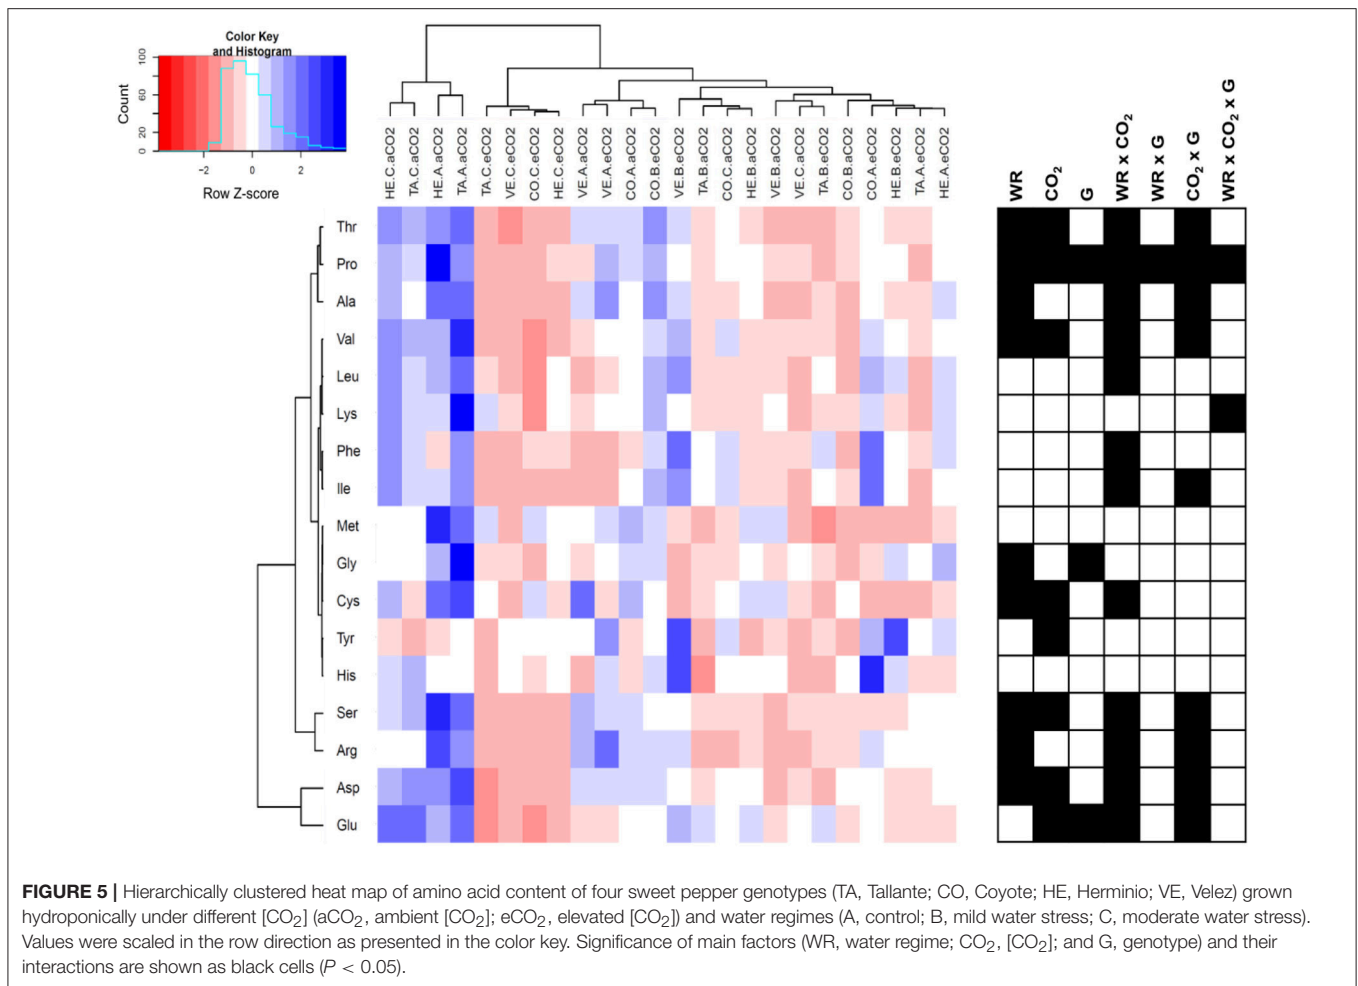 Color Key
and Histogram
Count
0
20
60
100
−2
0
2
Row Z-score
HE.C.aCO2
TA.C.aCO2
HE.A.aCO2
TA.A.aCO2
TA.C.eCO2
VE.C.eCO2
CO.C.eCO2
HE.C.eCO2
VE.A.aCO2
VE.A.eCO2
CO.A.aCO2
CO.B.eCO2
VE.B.eCO2
TA.B.aCO2
CO.C.aCO2
HE.B.aCO2
VE.B.aCO2
VE.C.aCO2
TA.B.eCO2
CO.B.aCO2
CO.A.eCO2
HE.B.eCO2
TA.A.eCO2
HE.A.eCO2
WR
CO₂
G
WR x CO₂
WR x G
CO₂ x G
WR x CO₂ x G
Thr
Pro
Ala
Val
Leu
Lys
Phe
Ile
Met
Gly
Cys
Tyr
His
Ser
Arg
Asp
Glu
FIGURE 5 | Hierarchically clustered heat map of amino acid content of four sweet pepper genotypes (TA, Tallante; CO, Coyote; HE, Herminio; VE, Velez) grown
hydroponically under different [CO₂] (aCO₂, ambient [CO₂]; eCO₂, elevated [CO₂]) and water regimes (A, control; B, mild water stress; C, moderate water stress).
Values were scaled in the row direction as presented in the color key. Significance of main factors (WR, water regime; CO₂, [CO₂]; and G, genotype) and their
interactions are shown as black cells (P < 0.05).